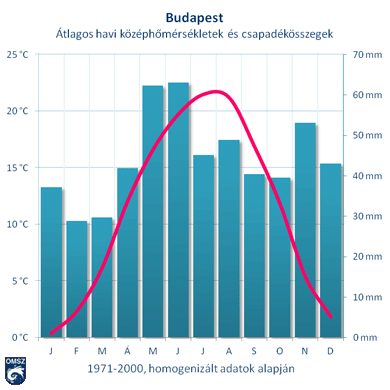 Budapest
Átlagos havi középhőmérsékletek és csapadékösszegek
25 °C
20 °C
15 °C
10 °C
5 °C
0 °C
70 mm
60 mm
50 mm
40 mm
30 mm
20 mm
10 mm
0 mm
J F M Á M J J A S O N D
OMSZ
1971-2000, homogenizált adatok alapján